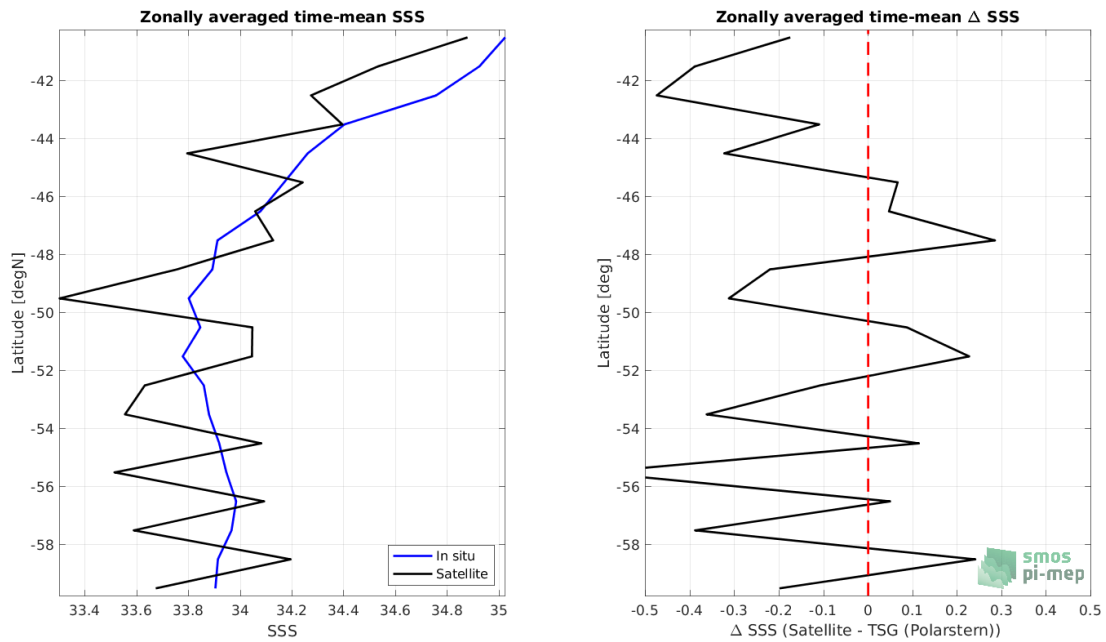 Zonally averaged time-mean SSS
Latitude [degN]
-42
-44
-46
-48
-50
-52
-54
-56
-58
33.4 33.6 33.8 34 34.2 34.4 34.6 34.8 35
SSS
In situ
Satellite
Zonally averaged time-mean Δ SSS
Latitude [deg]
-42
-44
-46
-48
-50
-52
-54
-56
-58
-0.5 -0.4 -0.3 -0.2 -0.1 0 0.1 0.2 0.3 0.4 0.5
Δ SSS (Satellite - TSG (Polarstern))
smos
pi-mep